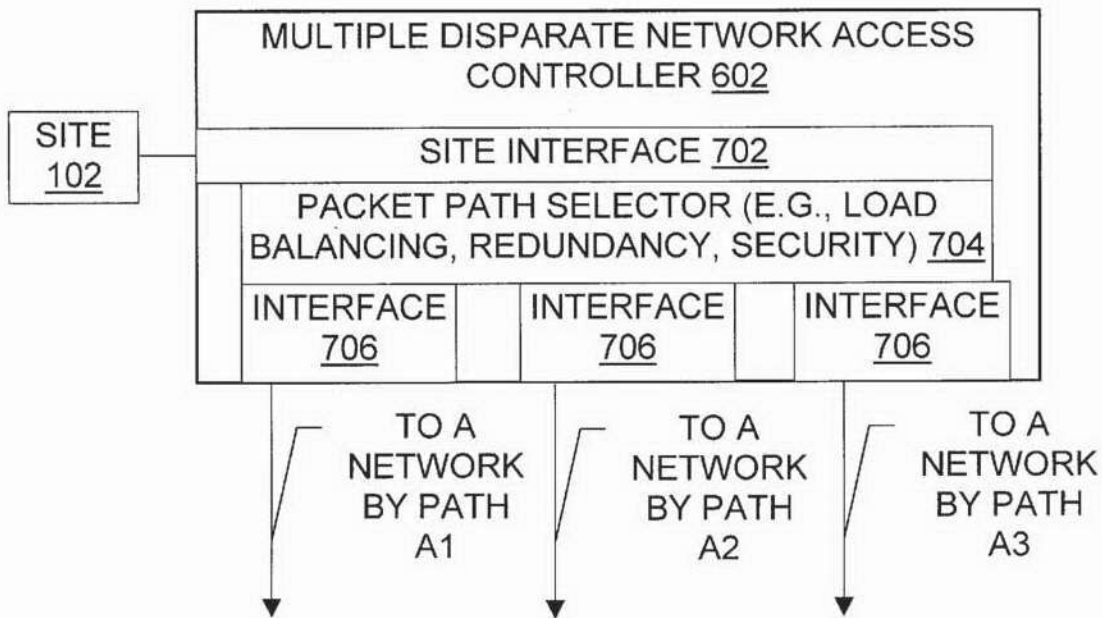 MULTIPLE DISPARATE NETWORK ACCESS
CONTROLLER 602
SITE
102
SITE INTERFACE 702
PACKET PATH SELECTOR (E.G., LOAD
BALANCING, REDUNDANCY, SECURITY) 704
INTERFACE
706
INTERFACE
706
INTERFACE
706
TO A
NETWORK
BY PATH
A1
TO A
NETWORK
BY PATH
A2
TO A
NETWORK
BY PATH
A3